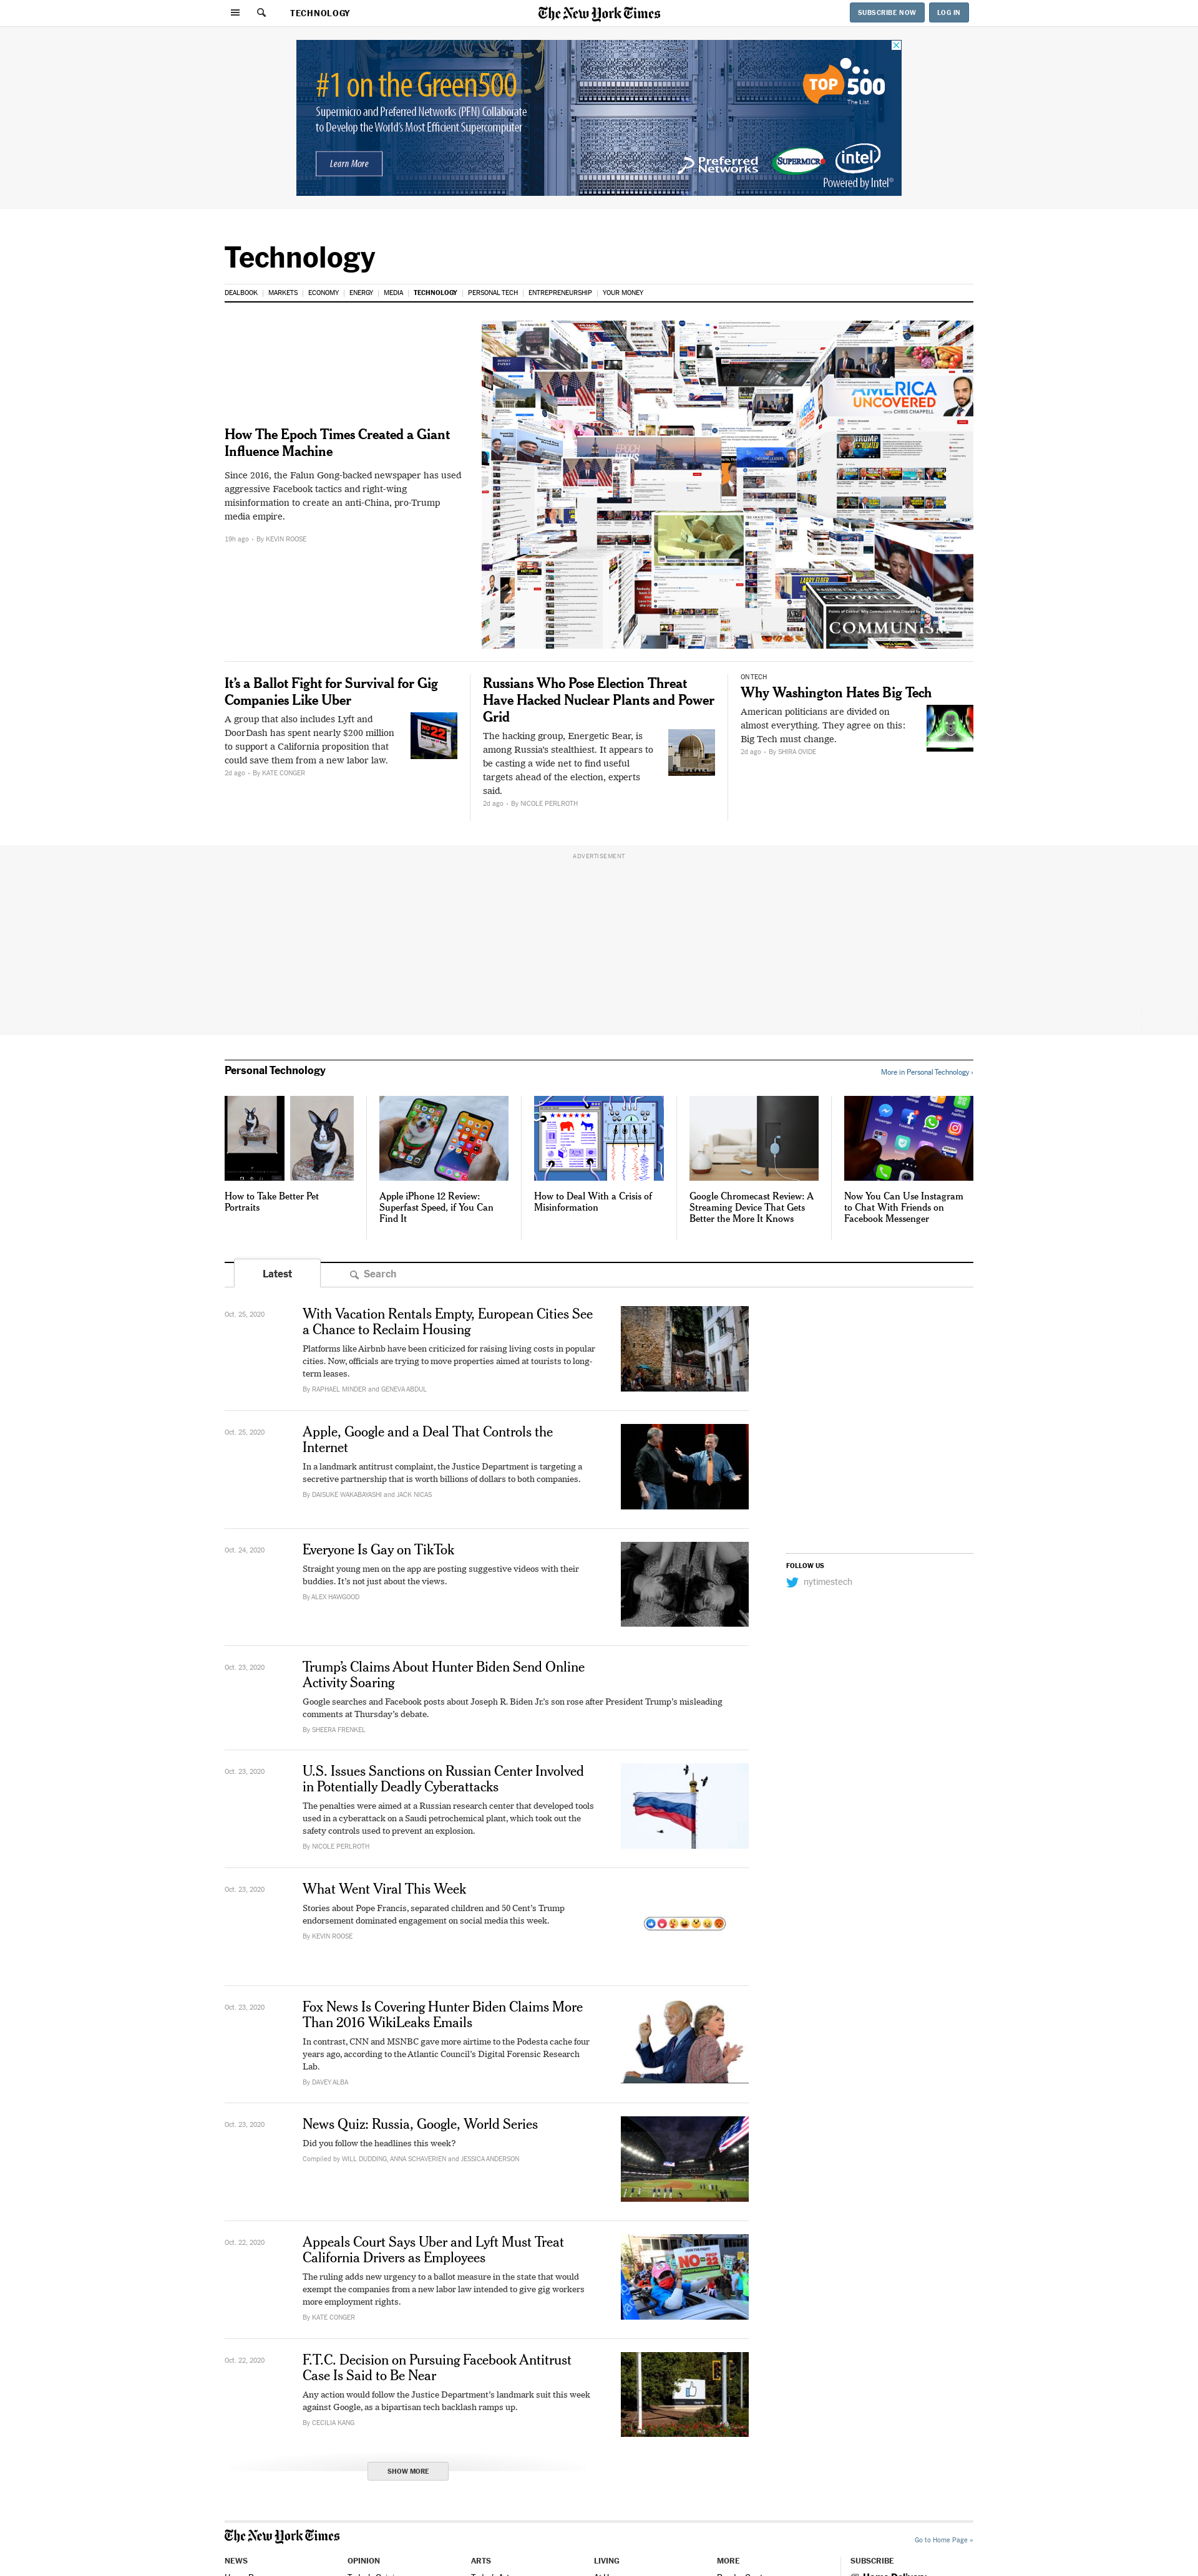 TECHNOLOGY
The New York Times
SUBSCRIBE NOW
LOG IN
#1 on the Green500
Supermicro and Preferred Networks (PFN) Collaborate
to Develop the World's Most Efficient Supercomputer
Learn More
TOP
500
The List.
Preferred
Networks
SUPERMICRO
intel
Powered by Intel®
Technology
DEALBOOK
MARKETS
ECONOMY
ENERGY
MEDIA
TECHNOLOGY
PERSONAL TECH
ENTREPRENEURSHIP
YOUR MONEY
How The Epoch Times Created a Giant
Influence Machine
Since 2016, the Falun Gong-backed newspaper has used
aggressive Facebook tactics and right-wing
misinformation to create an anti-China, pro-Trump
media empire.
19h ago • By KEVIN ROOSE
AMERICA
UNCOVERED
WITH CHRIS CHAPPELL
EPOCH
NEWS
LARRY ELDER
COMMUNISM
It's a Ballot Fight for Survival for Gig
Companies Like Uber
A group that also includes Lyft and
DoorDash has spent nearly $200 million
to support a California proposition that
could save them from a new labor law.
2d ago • By KATE CONGER
NO
22
Russians Who Pose Election Threat
Have Hacked Nuclear Plants and Power
Grid
The hacking group, Energetic Bear, is
among Russia's stealthiest. It appears to
be casting a wide net to find useful
targets ahead of the election, experts
said.
2d ago • By NICOLE PERLROTH
ON TECH
Why Washington Hates Big Tech
American politicians are divided on
almost everything. They agree on this:
Big Tech must change.
2d ago • By SHIRA OVIDE
ADVERTISEMENT
Personal Technology
More in Personal Technology ›
How to Take Better Pet
Portraits
Apple iPhone 12 Review:
Superfast Speed, if You Can
Find It
How to Deal With a Crisis of
Misinformation
Google Chromecast Review: A
Streaming Device That Gets
Better the More It Knows
Now You Can Use Instagram
to Chat With Friends on
Facebook Messenger
Latest
Search
Oct. 25, 2020
With Vacation Rentals Empty, European Cities See
a Chance to Reclaim Housing
Platforms like Airbnb have been criticized for raising living costs in popular
cities. Now, officials are trying to move properties aimed at tourists to long-
term leases.
By RAPHAEL MINDER and GENEVA ABDUL
Oct. 25, 2020
Apple, Google and a Deal That Controls the
Internet
In a landmark antitrust complaint, the Justice Department is targeting a
secretive partnership that is worth billions of dollars to both companies.
By DAISUKE WAKABAYASHI and JACK NICAS
Oct. 24, 2020
Everyone Is Gay on TikTok
Straight young men on the app are posting suggestive videos with their
buddies. It's not just about the views.
By ALEX HAWGOOD
FOLLOW US
nytimestech
Oct. 23, 2020
Trump's Claims About Hunter Biden Send Online
Activity Soaring
Google searches and Facebook posts about Joseph R. Biden Jr.'s son rose after President Trump's misleading
comments at Thursday's debate.
By SHEERA FRENKEL
Oct. 23, 2020
U.S. Issues Sanctions on Russian Center Involved
in Potentially Deadly Cyberattacks
The penalties were aimed at a Russian research center that developed tools
used in a cyberattack on a Saudi petrochemical plant, which took out the
safety controls used to prevent an explosion.
By NICOLE PERLROTH
Oct. 23, 2020
What Went Viral This Week
Stories about Pope Francis, separated children and 50 Cent's Trump
endorsement dominated engagement on social media this week.
By KEVIN ROOSE
Oct. 23, 2020
Fox News Is Covering Hunter Biden Claims More
Than 2016 WikiLeaks Emails
In contrast, CNN and MSNBC gave more airtime to the Podesta cache four
years ago, according to the Atlantic Council's Digital Forensic Research
Lab.
By DAVEY ALBA
Oct. 23, 2020
News Quiz: Russia, Google, World Series
Did you follow the headlines this week?
Compiled by WILL DUDDING, ANNA SCHAVERIEN and JESSICA ANDERSON
Oct. 22, 2020
Appeals Court Says Uber and Lyft Must Treat
California Drivers as Employees
The ruling adds new urgency to a ballot measure in the state that would
exempt the companies from a new labor law intended to give gig workers
more employment rights.
By KATE CONGER
NO 22
Oct. 22, 2020
F.T.C. Decision on Pursuing Facebook Antitrust
Case Is Said to Be Near
Any action would follow the Justice Department's landmark suit this week
against Google, as a bipartisan tech backlash ramps up.
By CECILIA KANG
SHOW MORE
The New York Times
Go to Home Page »
NEWS
OPINION
ARTS
LIVING
MORE
SUBSCRIBE